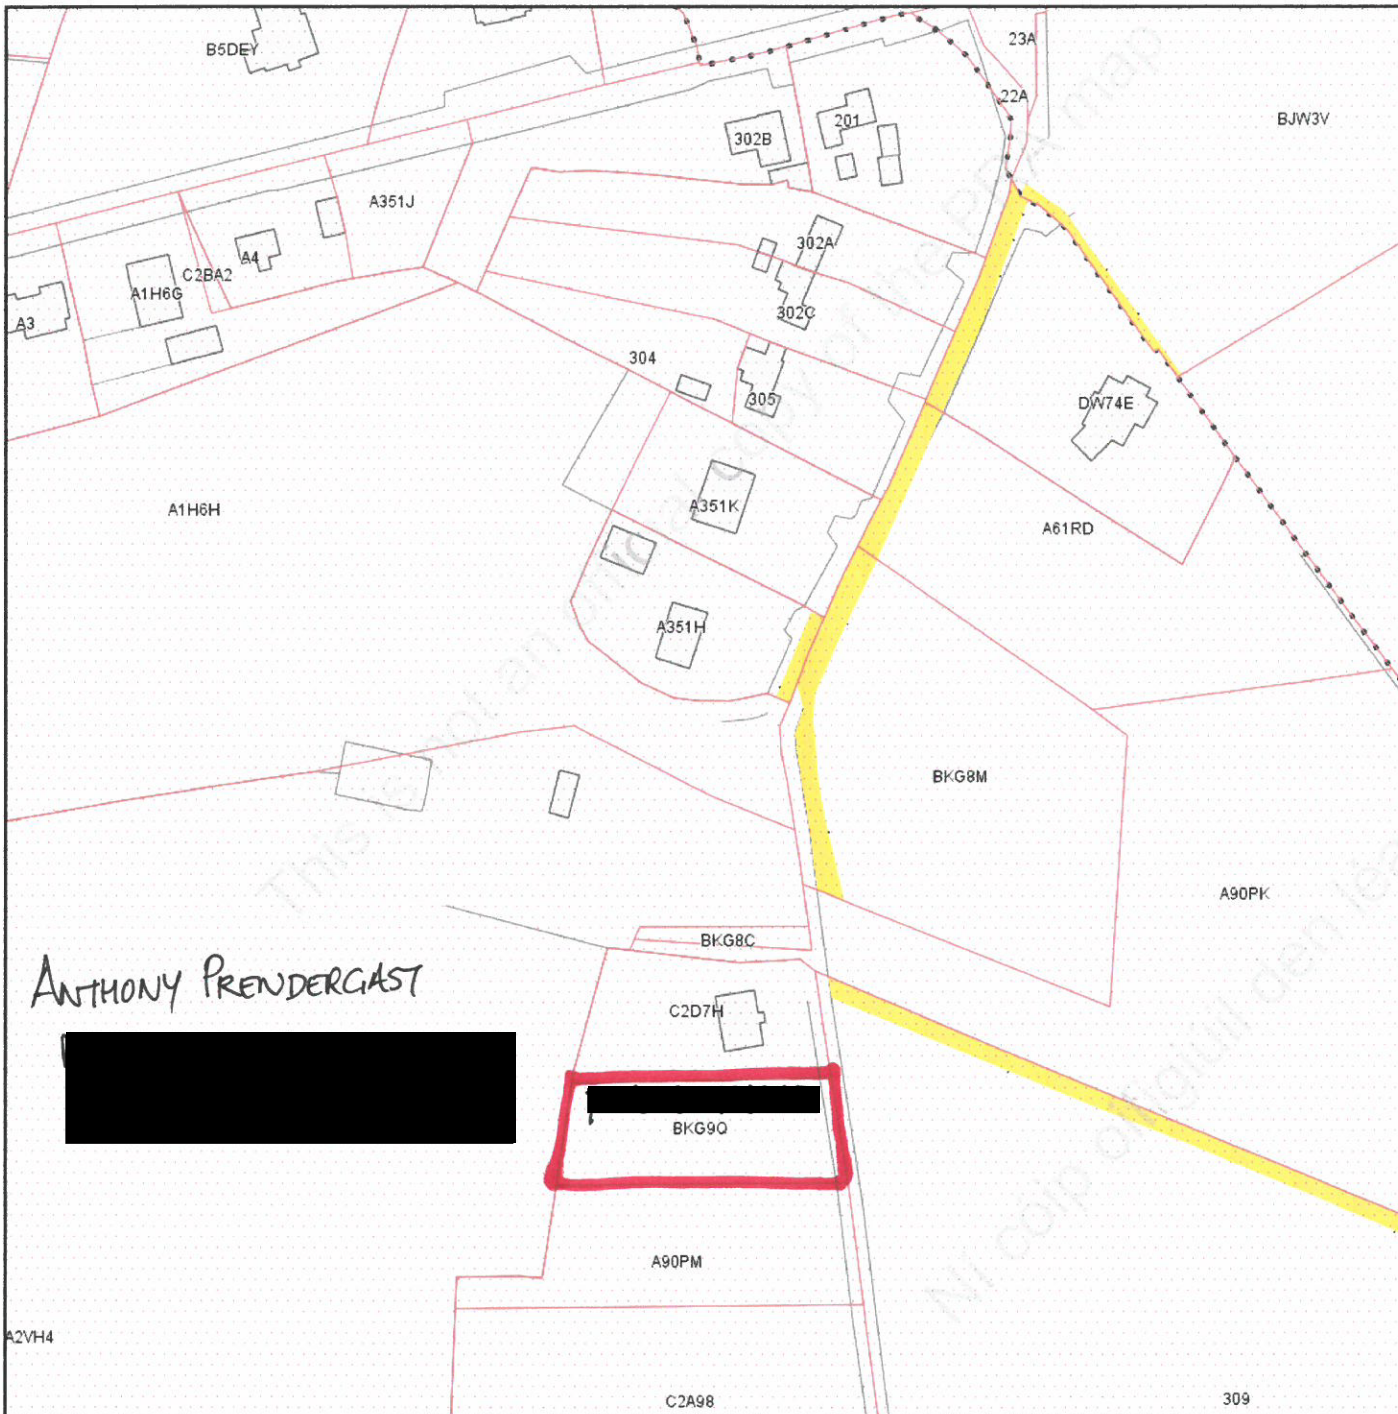 B5DEY
23A
22A
BJW3V
302B
201
A351J
A4
C2BA2
A1H6G
A3
302A
302C
304
305
DW74E
A1H6H
A351K
A61RD
A351H
BKG8M
A90PK
BKG8C
ANTHONY PRENDERGAST
C2D7H
BKG9Q
A90PM
A2VH4
C2A98
309